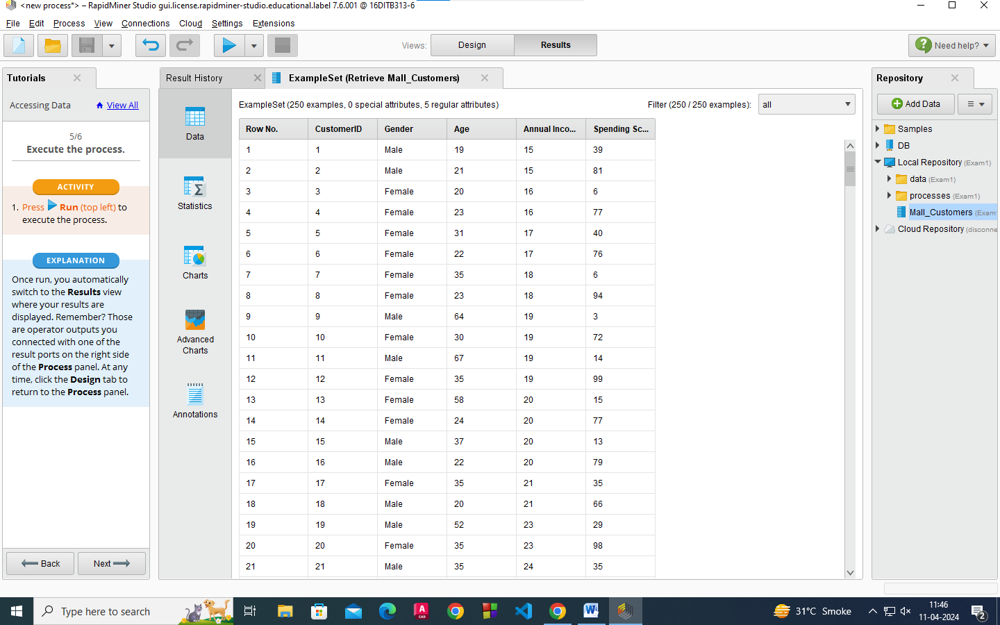 <new process*> – RapidMiner Studio gui.license.rapidminer-studio.educational.label 7.6.001 @ 16DITB313-6
File Edit Process View Connections Cloud Settings Extensions
Views: Design Results
Need help?
Tutorials
Accessing Data View All
5/6
Execute the process.
ACTIVITY
1. Press Run (top left) to
execute the process.
EXPLANATION
Once run, you automatically
switch to the Results view
where your results are
displayed. Remember? Those
are operator outputs you
connected with one of the
result ports on the right side
of the Process panel. At any
time, click the Design tab to
return to the Process panel.
Back Next
Result History
ExampleSet (Retrieve Mall_Customers)
Data
Statistics
Charts
Advanced
Charts
Annotations
ExampleSet (250 examples, 0 special attributes, 5 regular attributes)
Filter (250 / 250 examples): all
Row No. CustomerID Gender Age Annual Inco... Spending Sc...
1 1 Male 19 15 39
2 2 Male 21 15 81
3 3 Female 20 16 6
4 4 Female 23 16 77
5 5 Female 31 17 40
6 6 Female 22 17 76
7 7 Female 35 18 6
8 8 Female 23 18 94
9 9 Male 64 19 3
10 10 Female 30 19 72
11 11 Male 67 19 14
12 12 Female 35 19 99
13 13 Female 58 20 15
14 14 Female 24 20 77
15 15 Male 37 20 13
16 16 Male 22 20 79
17 17 Female 35 21 35
18 18 Male 20 21 66
19 19 Male 52 23 29
20 20 Female 35 23 98
21 21 Male 35 24 35
Repository
Add Data
Samples
DB
Local Repository (Exam1)
data (Exam1)
processes (Exam1)
Mall_Customers (Exam
Cloud Repository (disconne
Type here to search
A
CAD
W
31°C Smoke
11:46
11-04-2024
2